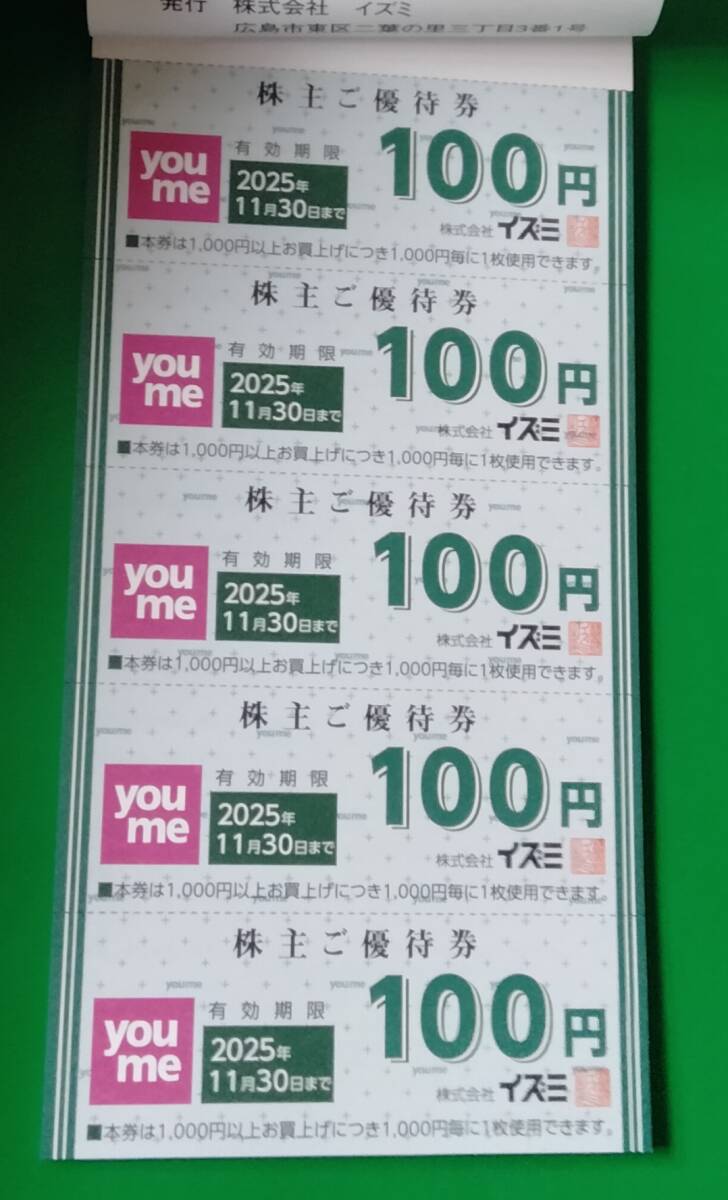 発行 株式会社 イズミ
広島市東区二葉の里三丁目3番1号
株主ご優待券
you me
有効期限
2025年
11月30日まで
100円
株式会社 イズミ
■本券は1,000円以上お買上げにつき1,000円毎に1枚使用できます。
株主ご優待券
you me
有効期限
2025年
11月30日まで
100円
株式会社 イズミ
■本券は1,000円以上お買上げにつき1,000円毎に1枚使用できます。
株主ご優待券
you me
有効期限
2025年
11月30日まで
100円
株式会社 イズミ
■本券は1,000円以上お買上げにつき1,000円毎に1枚使用できます。
株主ご優待券
you me
有効期限
2025年
11月30日まで
100円
株式会社 イズミ
■本券は1,000円以上お買上げにつき1,000円毎に1枚使用できます。
株主ご優待券
you me
有効期限
2025年
11月30日まで
100円
株式会社 イズミ
■本券は1,000円以上お買上げにつき1,000円毎に1枚使用できます。